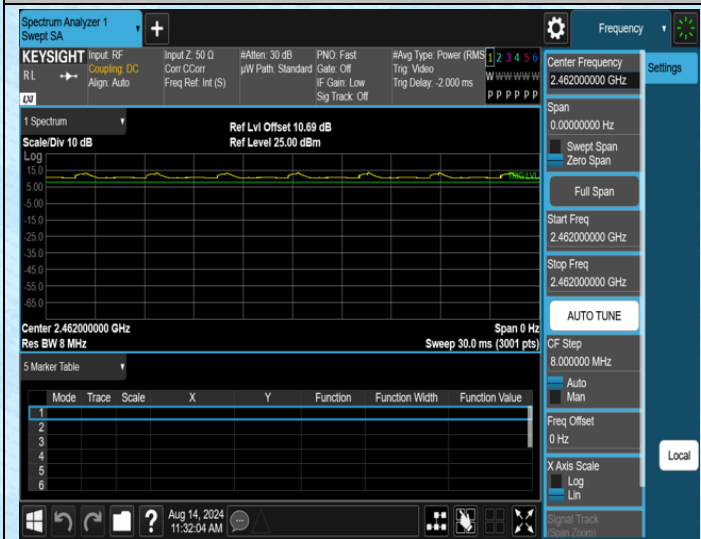 Spectrum Analyzer 1
Swept SA
+
Frequency
KEYSIGHT
RL
LXI
Input: RF
Coupling: DC
Align: Auto
Input Z: 50 Ω
Corr CCorr
Freq Ref: Int (S)
#Atten: 30 dB
µW Path: Standard
PNO: Fast
Gate: Off
IF Gain: Low
Sig Track: Off
#Avg Type: Power (RMS
Trig: Video
Trig Delay: -2.000 ms
1 2 3 4 5 6
W W W W W W
P P P P P P
1 Spectrum
Scale/Div 10 dB
Ref Lvl Offset 10.69 dB
Ref Level 25.00 dBm
Log
15.0
5.00
-5.00
-15.0
-25.0
-35.0
-45.0
-55.0
-65.0
TRIG LVL
Center 2.462000000 GHz
Res BW 8 MHz
Span 0 Hz
Sweep 30.0 ms (3001 pts)
5 Marker Table
Mode Trace Scale X Y Function Function Width Function Value
1
2
3
4
5
6
Center Frequency
2.462000000 GHz
Settings
Span
0.00000000 Hz
Swept Span
Zero Span
Full Span
Start Freq
2.462000000 GHz
Stop Freq
2.462000000 GHz
AUTO TUNE
CF Step
8.000000 MHz
Auto
Man
Freq Offset
0 Hz
X Axis Scale
Log
Lin
Signal Track
(Span Zoom)
Local
?
Aug 14, 2024
11:32:04 AM